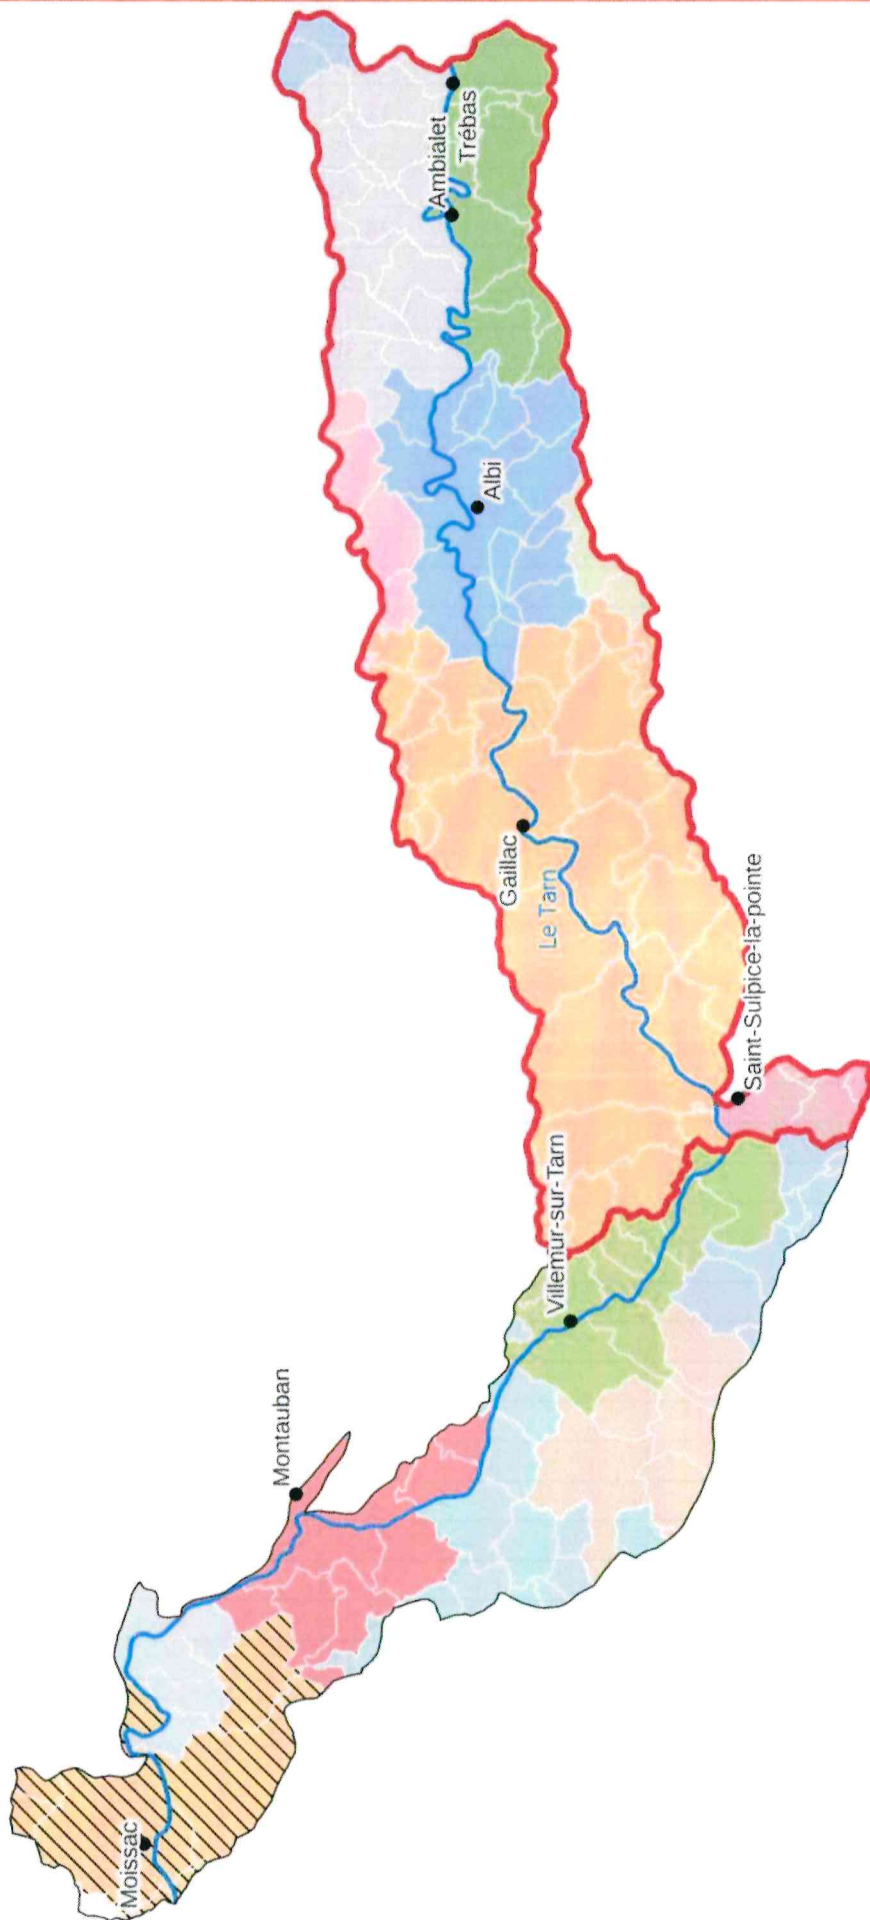 Trébas
Ambialet
Albi
Gaillac
Le Tarn
Saint-Sulpice-la-pointe
Villemur-sur-Tarn
Montauban
Moissac